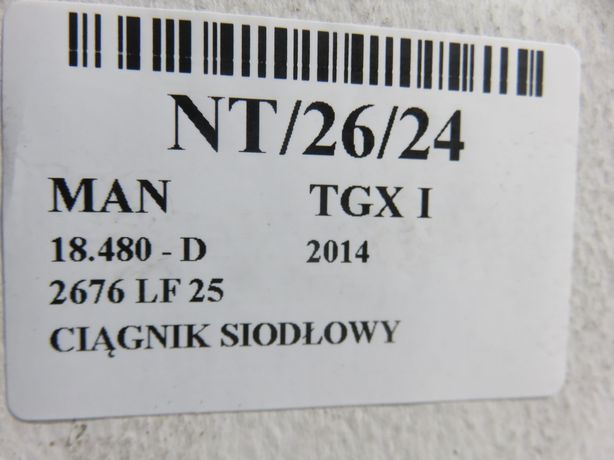 NT/26/24
MAN TGX I
18.480 - D 2014
2676 LF 25
CIĄGNIK SIODŁOWY